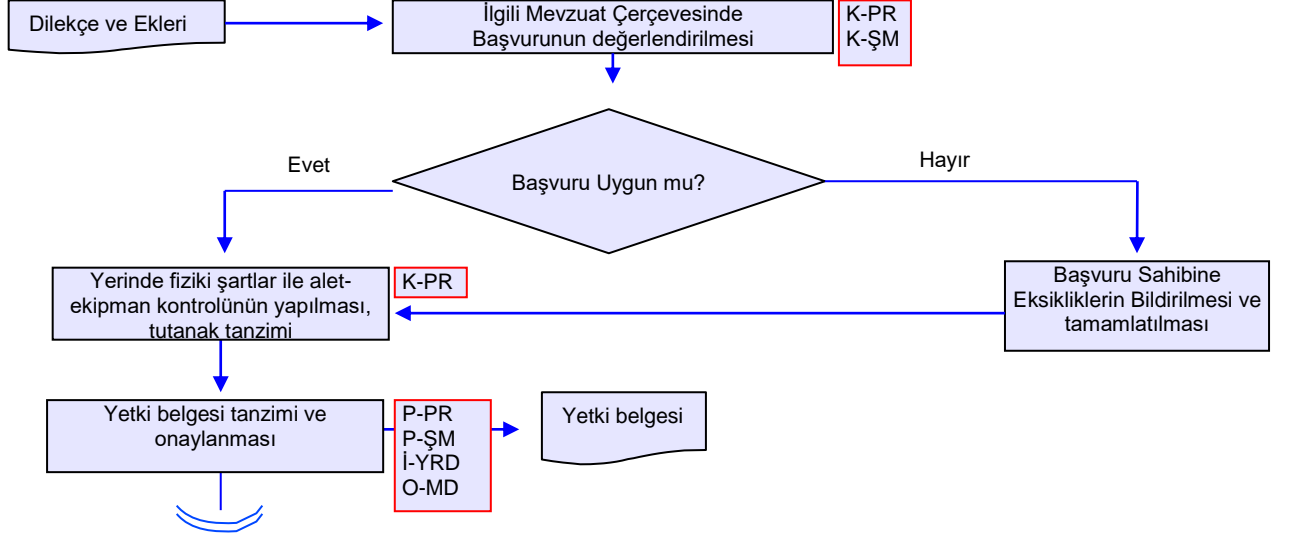 Dilekçe ve Ekleri
İlgili Mevzuat Çerçevesinde
Başvurunun değerlendirilmesi
K-PR
K-ŞM
Evet
Başvuru Uygun mu?
Hayır
Yerinde fiziki şartlar ile alet-
ekipman kontrolünün yapılması,
tutanak tanzimi
K-PR
Başvuru Sahibine
Eksikliklerin Bildirilmesi ve
tamamlatılması
Yetki belgesi tanzimi ve
onaylanması
P-PR
P-ŞM
İ-YRD
O-MD
Yetki belgesi